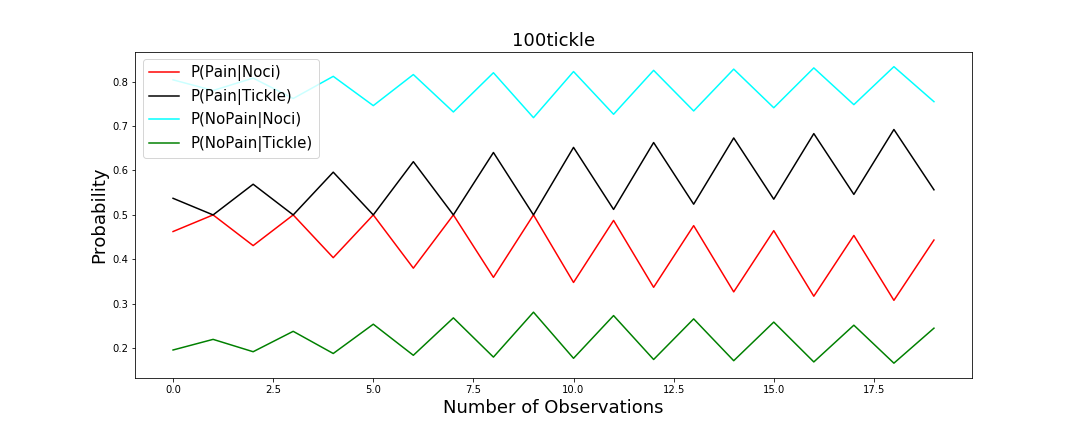 100tickle
P(Pain|Noci)
P(Pain|Tickle)
P(NoPain|Noci)
P(NoPain|Tickle)
Probability
0.8
0.7
0.6
0.5
0.4
0.3
0.2
0.0 2.5 5.0 7.5 10.0 12.5 15.0 17.5
Number of Observations